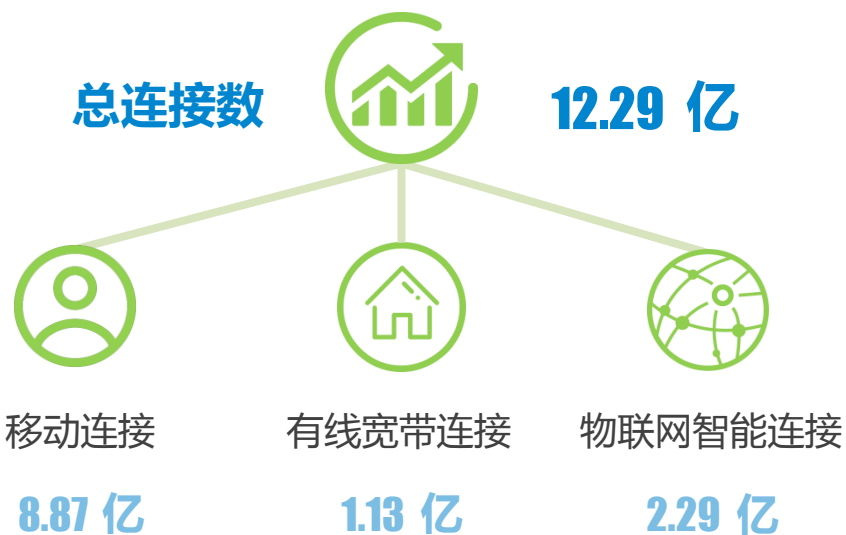 总连接数 12.29 亿
移动连接 有线宽带连接 物联网智能连接
8.87 亿 1.13 亿 2.29 亿